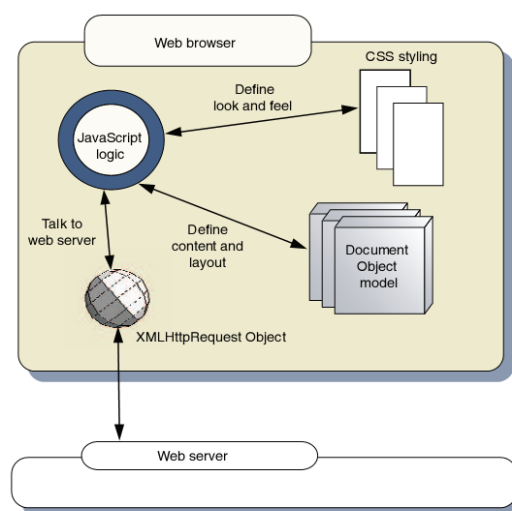 Web browser
CSS styling
Define
look and feel
JavaScript
logic
Talk to
web server
Define
content and
layout
Document
Object
model
XMLHttpRequest Object
Web server